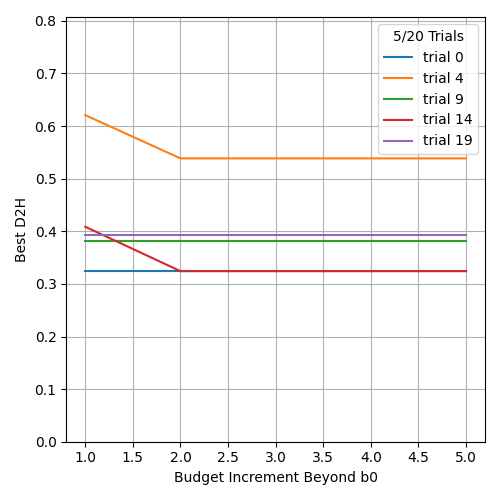 5/20 Trials
trial 0
trial 4
trial 9
trial 14
trial 19
Best D2H
0.8
0.7
0.6
0.5
0.4
0.3
0.2
0.1
0.0
1.0 1.5 2.0 2.5 3.0 3.5 4.0 4.5 5.0
Budget Increment Beyond b0